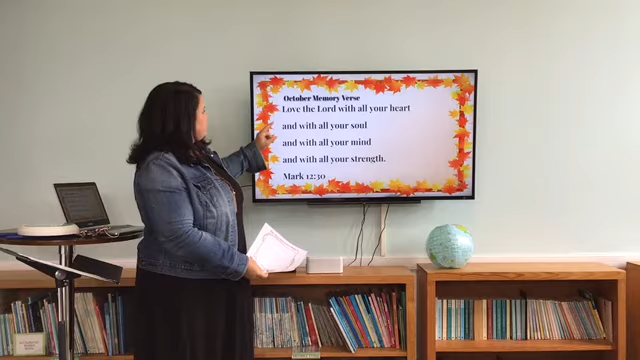 October Memory Verse
Love the Lord with all your heart
and with all your soul
and with all your mind
and with all your strength.
Mark 12:30